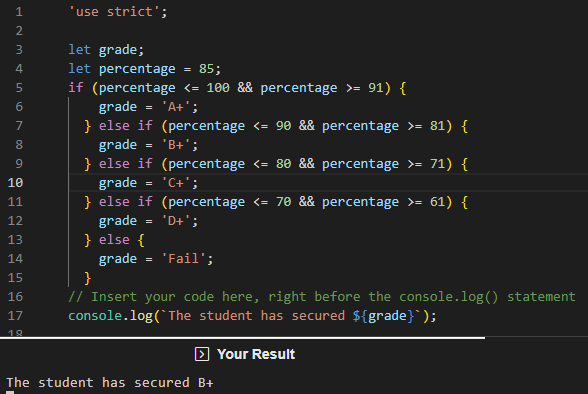 1 'use strict';
2
3 let grade;
4 let percentage = 85;
5 if (percentage <= 100 && percentage >= 91) {
6 grade = 'A+';
7 } else if (percentage <= 90 && percentage >= 81) {
8 grade = 'B+';
9 } else if (percentage <= 80 && percentage >= 71) {
10 grade = 'C+';
11 } else if (percentage <= 70 && percentage >= 61) {
12 grade = 'D+';
13 } else {
14 grade = 'Fail';
15 }
16 // Insert your code here, right before the console.log() statement
17 console.log(`The student has secured ${grade}`);
18
Your Result
The student has secured B+